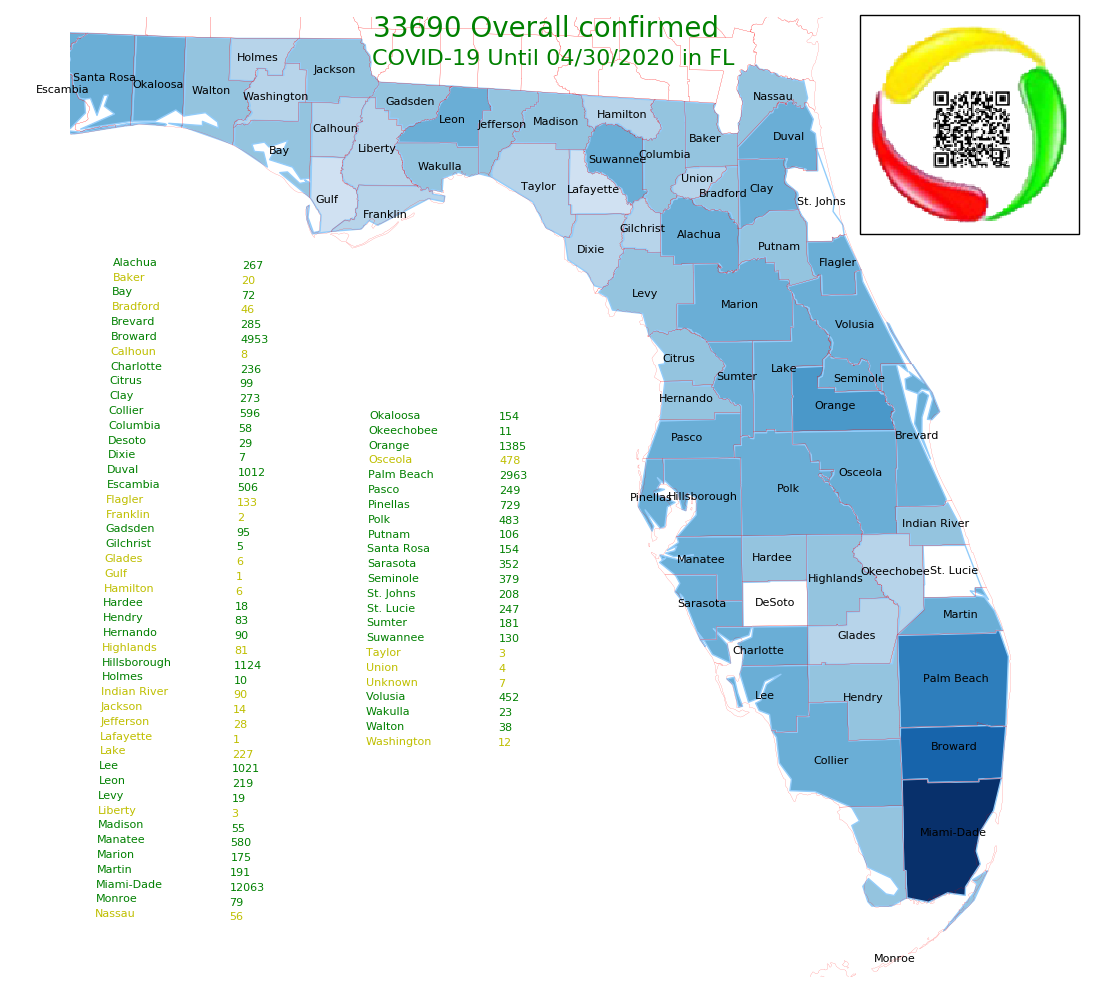 33690 Overall confirmed
COVID-19 Until 04/30/2020 in FL
Holmes
Jackson
Santa Rosa
Okaloosa
Escambia
Walton
Washington
Nassau
Gadsden
Leon
Jefferson
Madison
Hamilton
Calhoun
Duval
Baker
Bay
Liberty
Suwannee
Columbia
Wakulla
Union
Taylor
Lafayette
Bradford
Clay
St. Johns
Gulf
Franklin
Gilchrist
Alachua
Dixie
Putnam
Flagler
Levy
Marion
Volusia
Citrus
Lake
Sumter
Seminole
Hernando
Orange
Pasco
Brevard
Osceola
Pinellas
Hillsborough
Polk
Indian River
Manatee
Hardee
Highlands
Okeechobee
St. Lucie
Sarasota
DeSoto
Martin
Glades
Charlotte
Palm Beach
Lee
Hendry
Broward
Collier
Miami-Dade
Monroe
Alachua 267
Baker 20
Bay 72
Bradford 46
Brevard 285
Broward 4953
Calhoun 8
Charlotte 236
Citrus 99
Clay 273
Collier 596
Columbia 58
Desoto 29
Dixie 7
Duval 1012
Escambia 506
Flagler 133
Franklin 2
Gadsden 95
Gilchrist 5
Glades 6
Gulf 1
Hamilton 6
Hardee 18
Hendry 83
Hernando 90
Highlands 81
Hillsborough 1124
Holmes 10
Indian River 90
Jackson 14
Jefferson 28
Lafayette 1
Lake 227
Lee 1021
Leon 219
Levy 19
Liberty 3
Madison 55
Manatee 580
Marion 175
Martin 191
Miami-Dade 12063
Monroe 79
Nassau 56
Okaloosa 154
Okeechobee 11
Orange 1385
Osceola 478
Palm Beach 2963
Pasco 249
Pinellas 729
Polk 483
Putnam 106
Santa Rosa 154
Sarasota 352
Seminole 379
St. Johns 208
St. Lucie 247
Sumter 181
Suwannee 130
Taylor 3
Union 4
Unknown 7
Volusia 452
Wakulla 23
Walton 38
Washington 12